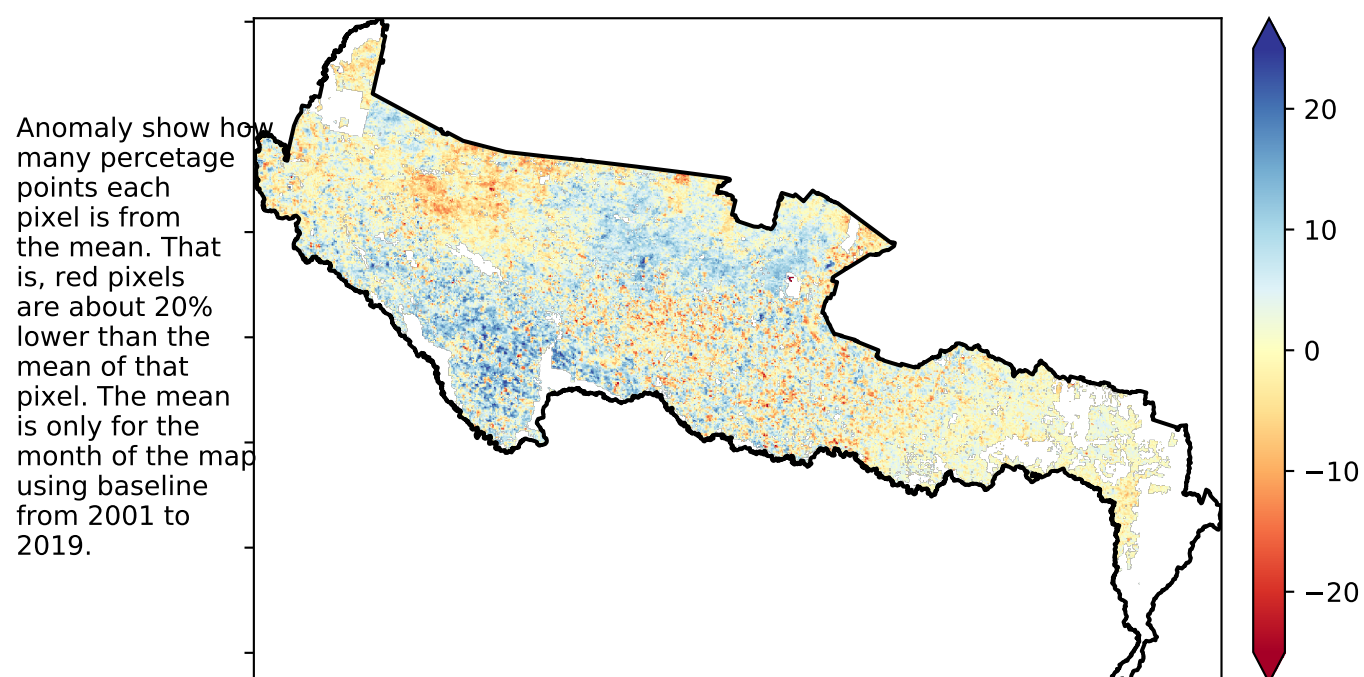 Anomaly show how
many percetage
points each
pixel is from
the mean. That
is, red pixels
are about 20%
lower than the
mean of that
pixel. The mean
is only for the
month of the map
using baseline
from 2001 to
2019.
20
10
0
−10
−20